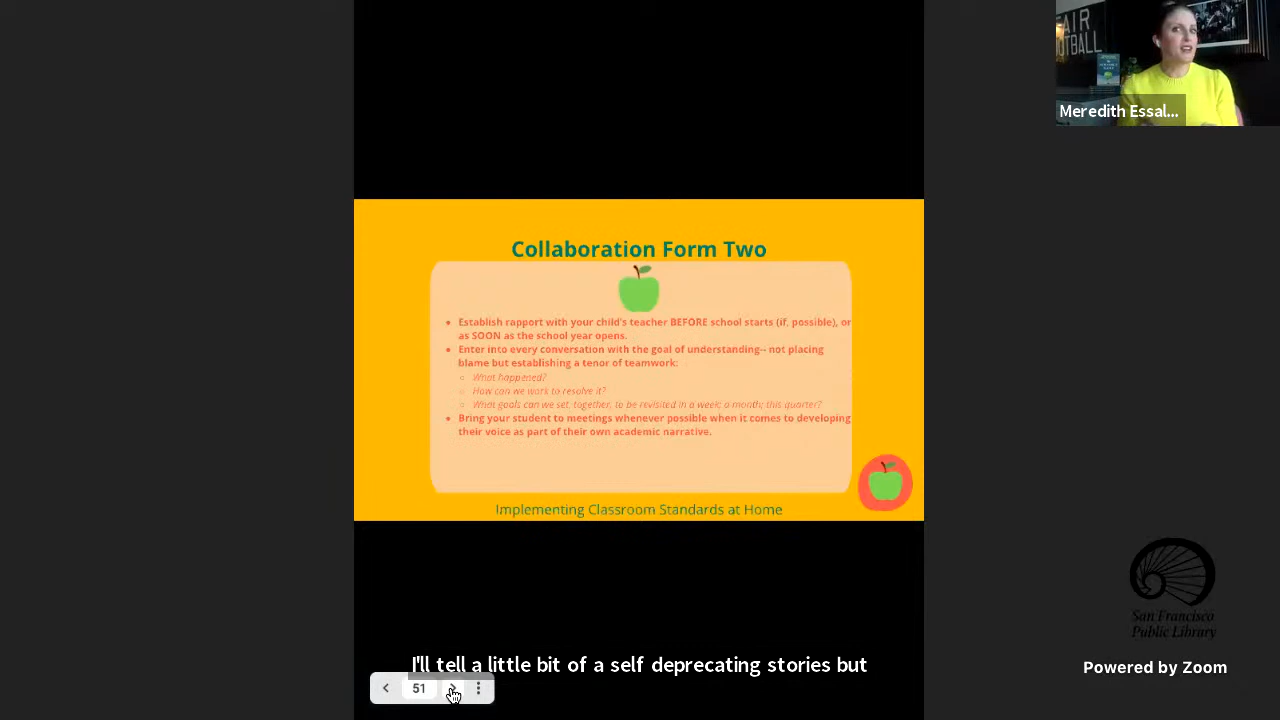 AIR
OOTBALL
Meredith Essal...
Collaboration Form Two
• Establish rapport with your child's teacher BEFORE school starts (if, possible), or
as SOON as the school year opens.
• Enter into every conversation with the goal of understanding-- not placing
blame but establishing a tenor of teamwork:
○ What happened?
○ How can we work to resolve it?
○ What goals can we set, together, to be revisited in a week; a month; this quarter?
• Bring your student to meetings whenever possible when it comes to developing
their voice as part of their own academic narrative.
Implementing Classroom Standards at Home
San Francisco
Public Library
I'll tell a little bit of a self deprecating stories but
Powered by Zoom
51